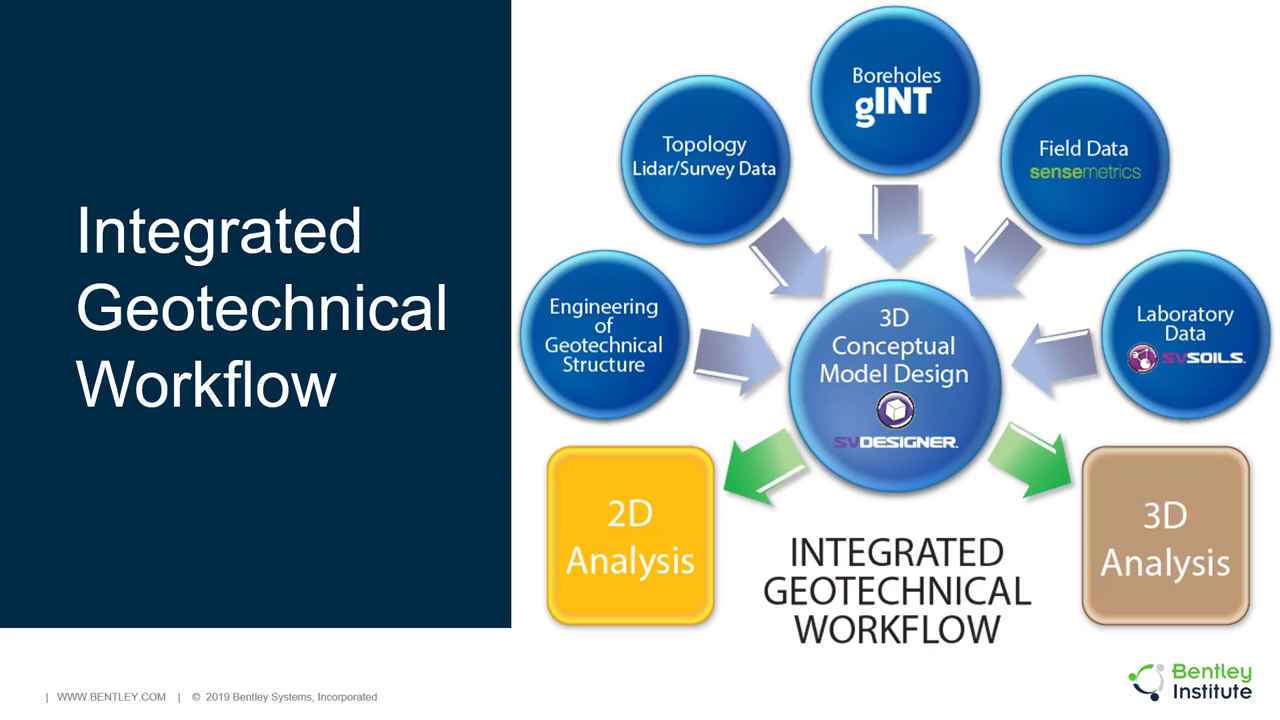 Integrated
Geotechnical
Workflow
Boreholes
gINT
Topology
Lidar/Survey Data
Field Data
sensemetrics
Engineering
of
Geotechnical
Structure
3D
Conceptual
Model Design
SVDESIGNER™
Laboratory
Data
SVSOILS™
2D
Analysis
3D
Analysis
INTEGRATED
GEOTECHNICAL
WORKFLOW
| WWW.BENTLEY.COM | © 2019 Bentley Systems, Incorporated
Bentley
Institute